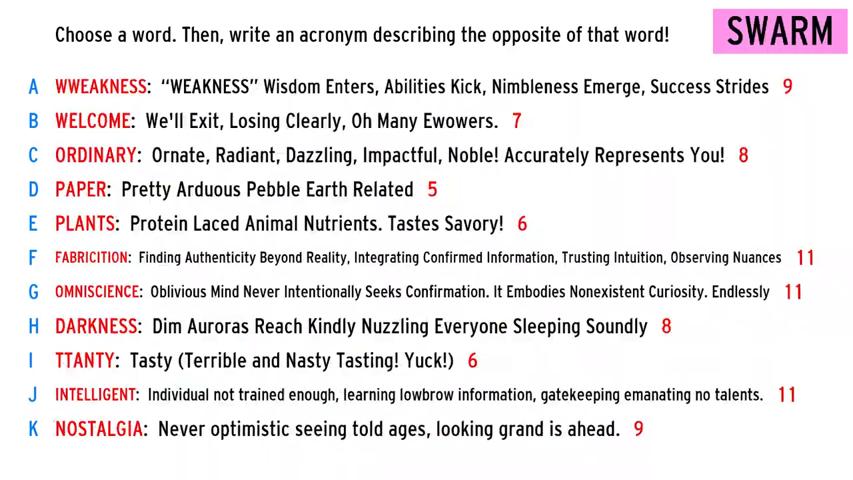 Choose a word. Then, write an acronym describing the opposite of that word!
SWARM
A WWEAKNESS: “WEAKNESS” Wisdom Enters, Abilities Kick, Nimbleness Emerge, Success Strides 9
B WELCOME: We'll Exit, Losing Clearly, Oh Many Ewowers. 7
C ORDINARY: Ornate, Radiant, Dazzling, Impactful, Noble! Accurately Represents You! 8
D PAPER: Pretty Arduous Pebble Earth Related 5
E PLANTS: Protein Laced Animal Nutrients. Tastes Savory! 6
F FABRICITION: Finding Authenticity Beyond Reality, Integrating Confirmed Information, Trusting Intuition, Observing Nuances 11
G OMNISCIENCE: Oblivious Mind Never Intentionally Seeks Confirmation. It Embodies Nonexistent Curiosity. Endlessly 11
H DARKNESS: Dim Auroras Reach Kindly Nuzzling Everyone Sleeping Soundly 8
I TTANTY: Tasty (Terrible and Nasty Tasting! Yuck!) 6
J INTELLIGENT: Individual not trained enough, learning lowbrow information, gatekeeping emanating no talents. 11
K NOSTALGIA: Never optimistic seeing told ages, looking grand is ahead. 9